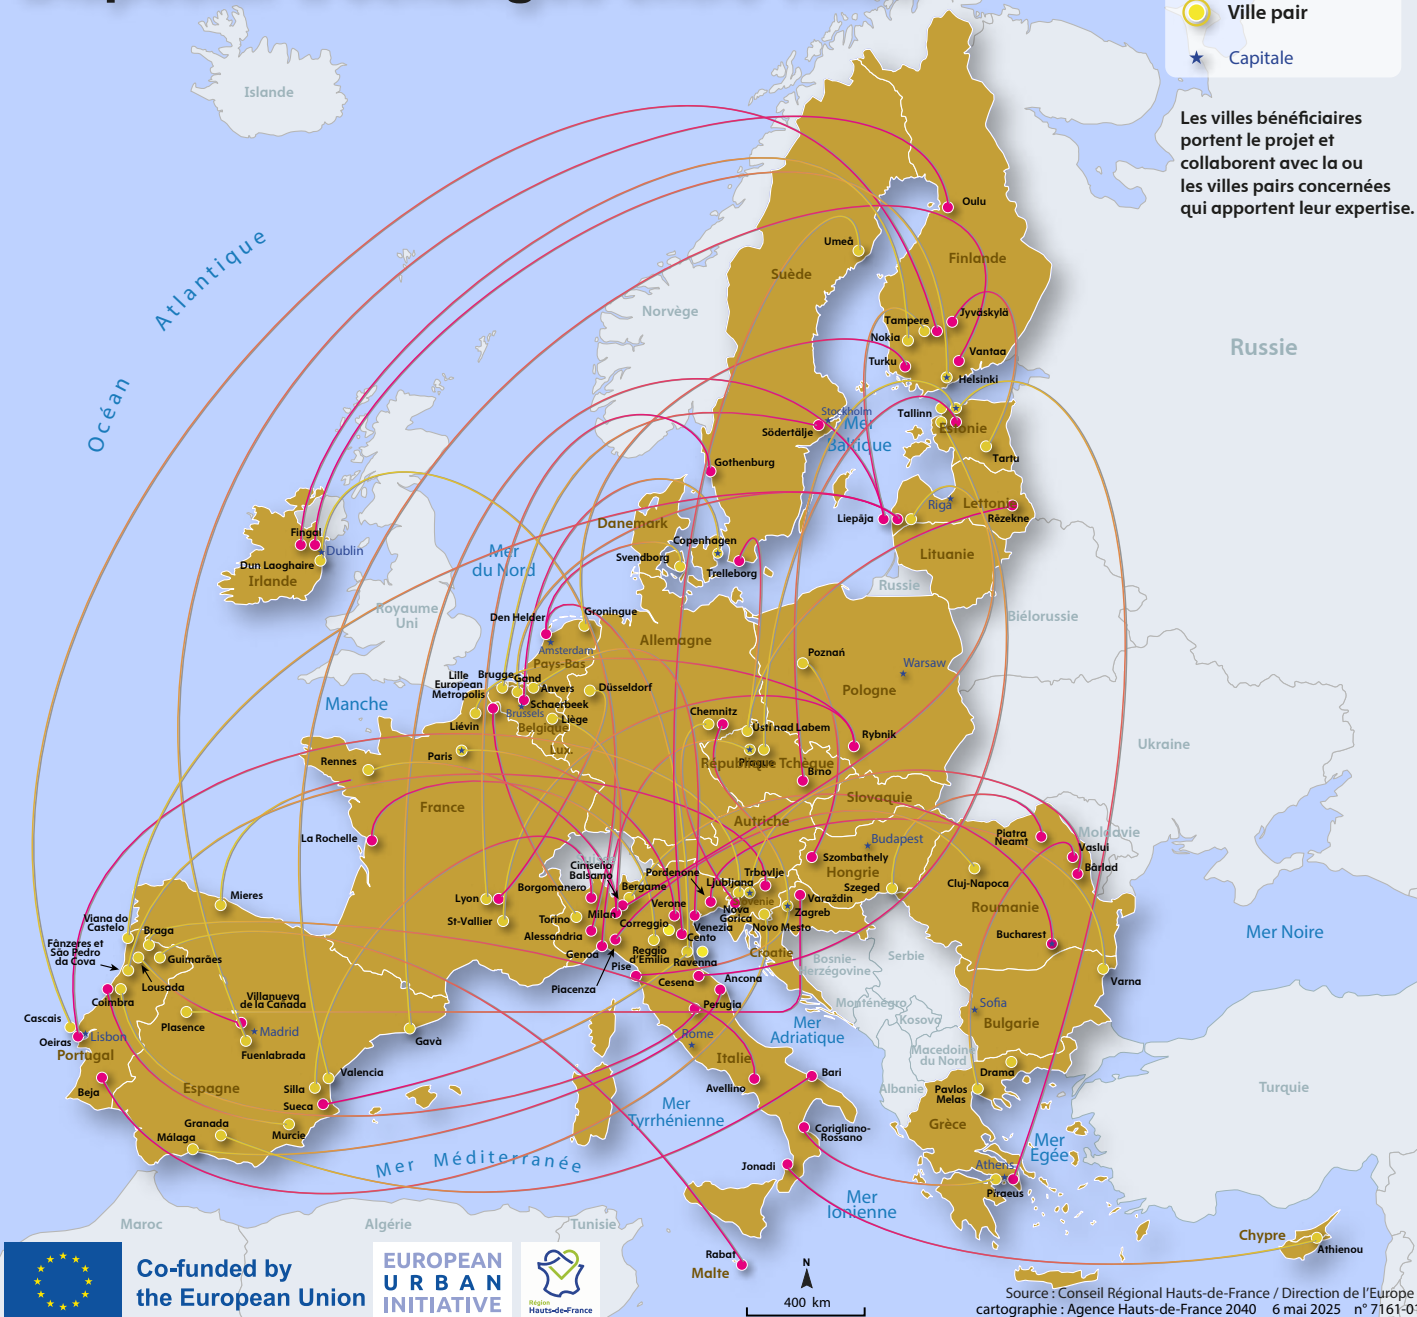 Ville pair
Capitale
Les villes bénéficiaires
portent le projet et
collaborent avec la ou
les villes pairs concernées
qui apportent leur expertise.
Islande
Océan
Atlantique
Norvège
Suède
Finlande
Russie
Umeå
Oulu
Tampere
Jyväskylä
Nokia
Vantaa
Turku
Helsinki
Stockholm
Södertälje
Mer
Baltique
Tallinn
Estonie
Tartu
Gothenburg
Riga
Liepāja
Rēzekne
Lituanie
Russie
Biélorussie
Danemark
Copenhagen
Svendborg
Trelleborg
Fingal
Dublin
Dun Laoghaire
Irlande
Royaume
Uni
Mer
du Nord
Den Helder
Groningue
Amsterdam
Pays-Bas
Allemagne
Poznań
Warsaw
Pologne
Manche
Lille
European
Metropolis
Brugge
Gand
Anvers
Schaerbeek
Brussels
Liège
Belgique
Liévin
Lux.
Düsseldorf
Chemnitz
Ústí nad Labem
Prague
République Tchèque
Rybnik
Brno
Ukraine
Paris
Rennes
France
La Rochelle
Slovaquie
Autriche
Budapest
Szombathely
Hongrie
Szeged
Moldavie
Piatra
Neamt
Vaslui
Bârlad
Cluj-Napoca
Roumanie
Bucharest
Lyon
St-Vallier
Cinsello
Balsamo
Borgomanero
Bergame
Torino
Milan
Alessandria
Genoa
Piacenza
Pordenone
Verone
Correggio
Venezia
Cento
Reggio
d'Emilia
Ravenna
Pise
Cesena
Ancona
Perugia
Ljubljana
Trbovlje
Nova
Gorica
Novo Mesto
Varaždin
Zagreb
Croatie
Bosnie-
Herzégovine
Serbie
Monténégro
Kosovo
Macedoine
du Nord
Albanie
Sofia
Bulgarie
Varna
Mer Noire
Mieres
Viana do
Castelo
Braga
Fânzeres et
São Pedro
da Cova
Guimarães
Lousada
Coimbra
Cascais
Oeiras
Lisbon
Portugal
Beja
Plasence
Villanueva
de la Cañada
Madrid
Fuenlabrada
Espagne
Gavà
Valencia
Silla
Sueca
Murcie
Granada
Málaga
Rome
Italie
Avellino
Bari
Corigliano-
Rossano
Jonadi
Mer
Adriatique
Mer
Tyrrhénienne
Mer
Ionienne
Mer Méditerranée
Drama
Pavlos
Melas
Grèce
Athens
Piraeus
Mer
Egée
Turquie
Chypre
Athienou
Maroc
Algérie
Tunisie
Rabat
Malte
Co-funded by
the European Union
EUROPEAN
URBAN
INITIATIVE
Région
Hauts-de-France
N
400 km
Source : Conseil Régional Hauts-de-France / Direction de l'Europe
cartographie : Agence Hauts-de-France 2040 6 mai 2025 n° 7161-01